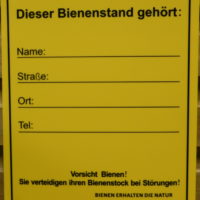 Dieser Bienenstand gehört:
Name:
Straße:
Ort:
Tel:
Vorsicht Bienen!
Sie verteidigen ihren Bienenstock bei Störungen!
BIENEN ERHALTEN DIE NATUR